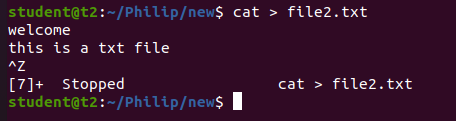 student@t2:~/Philip/new$ cat > file2.txt
welcome
this is a txt file
^Z
[7]+  Stopped                 cat > file2.txt
student@t2:~/Philip/new$